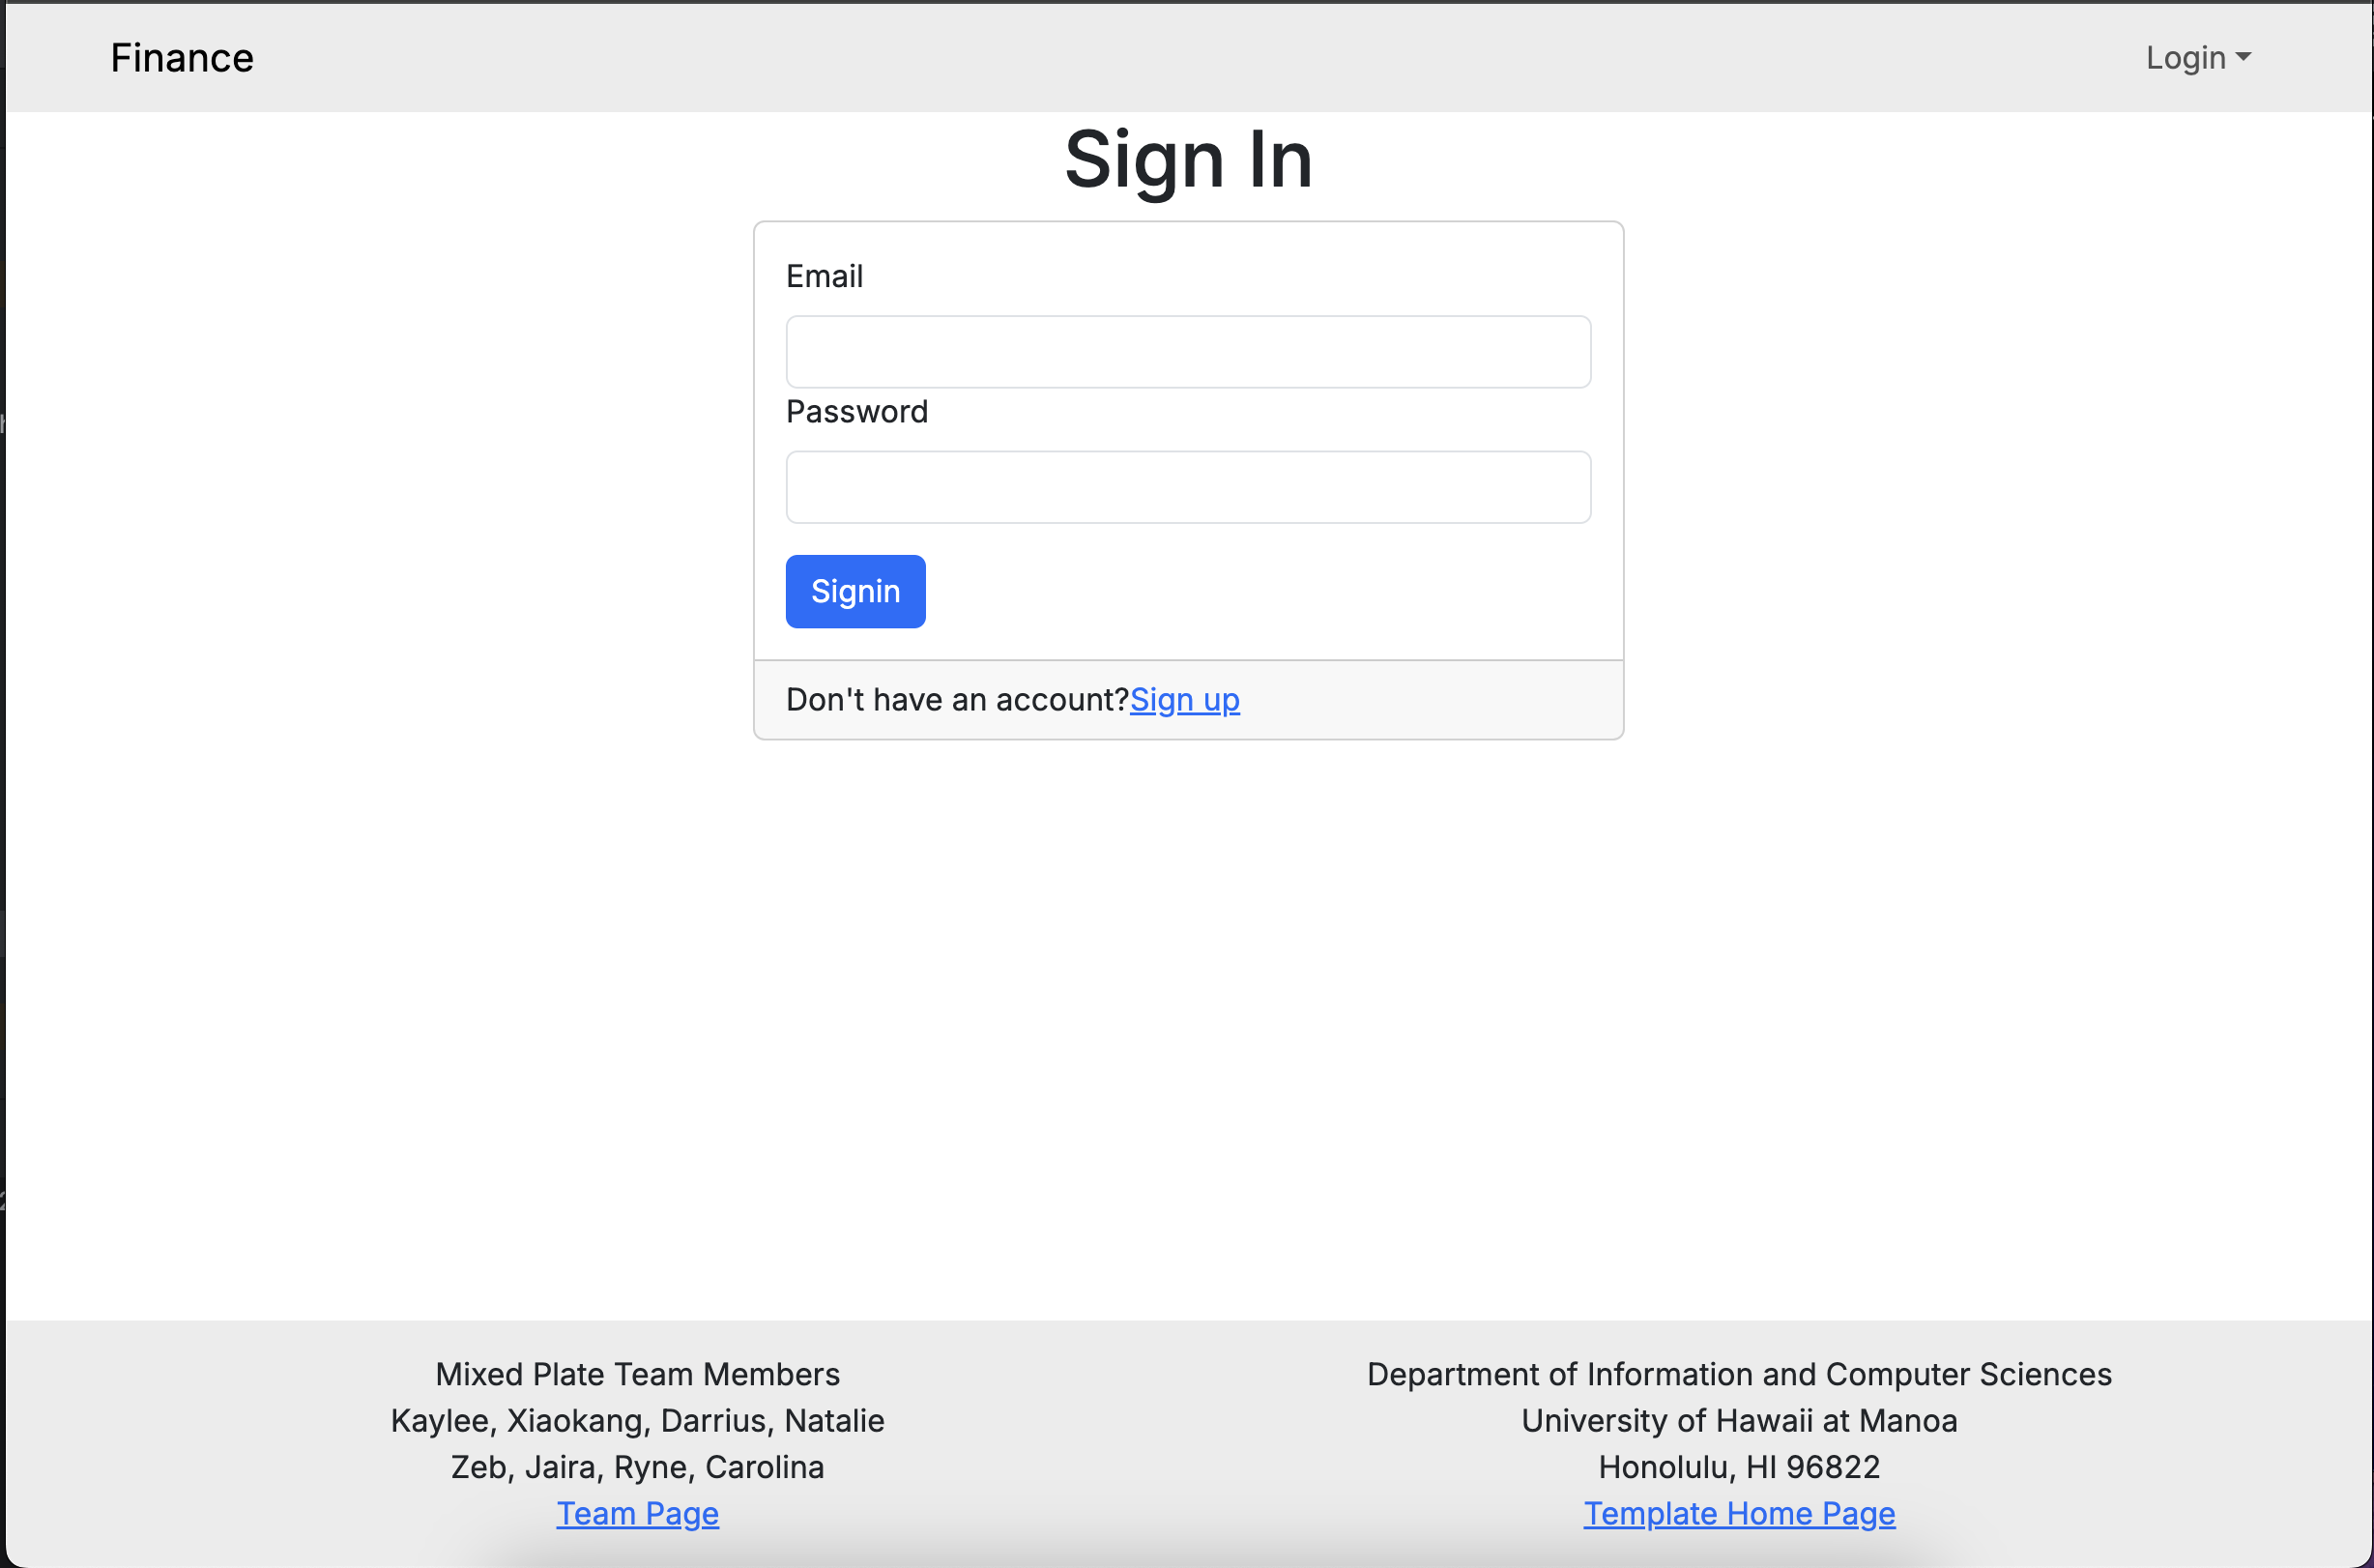 Finance
Login
Sign In
Email
Password
Signin
Don't have an account?Sign up
Mixed Plate Team Members
Kaylee, Xiaokang, Darrius, Natalie
Zeb, Jaira, Ryne, Carolina
Team Page
Department of Information and Computer Sciences
University of Hawaii at Manoa
Honolulu, HI 96822
Template Home Page